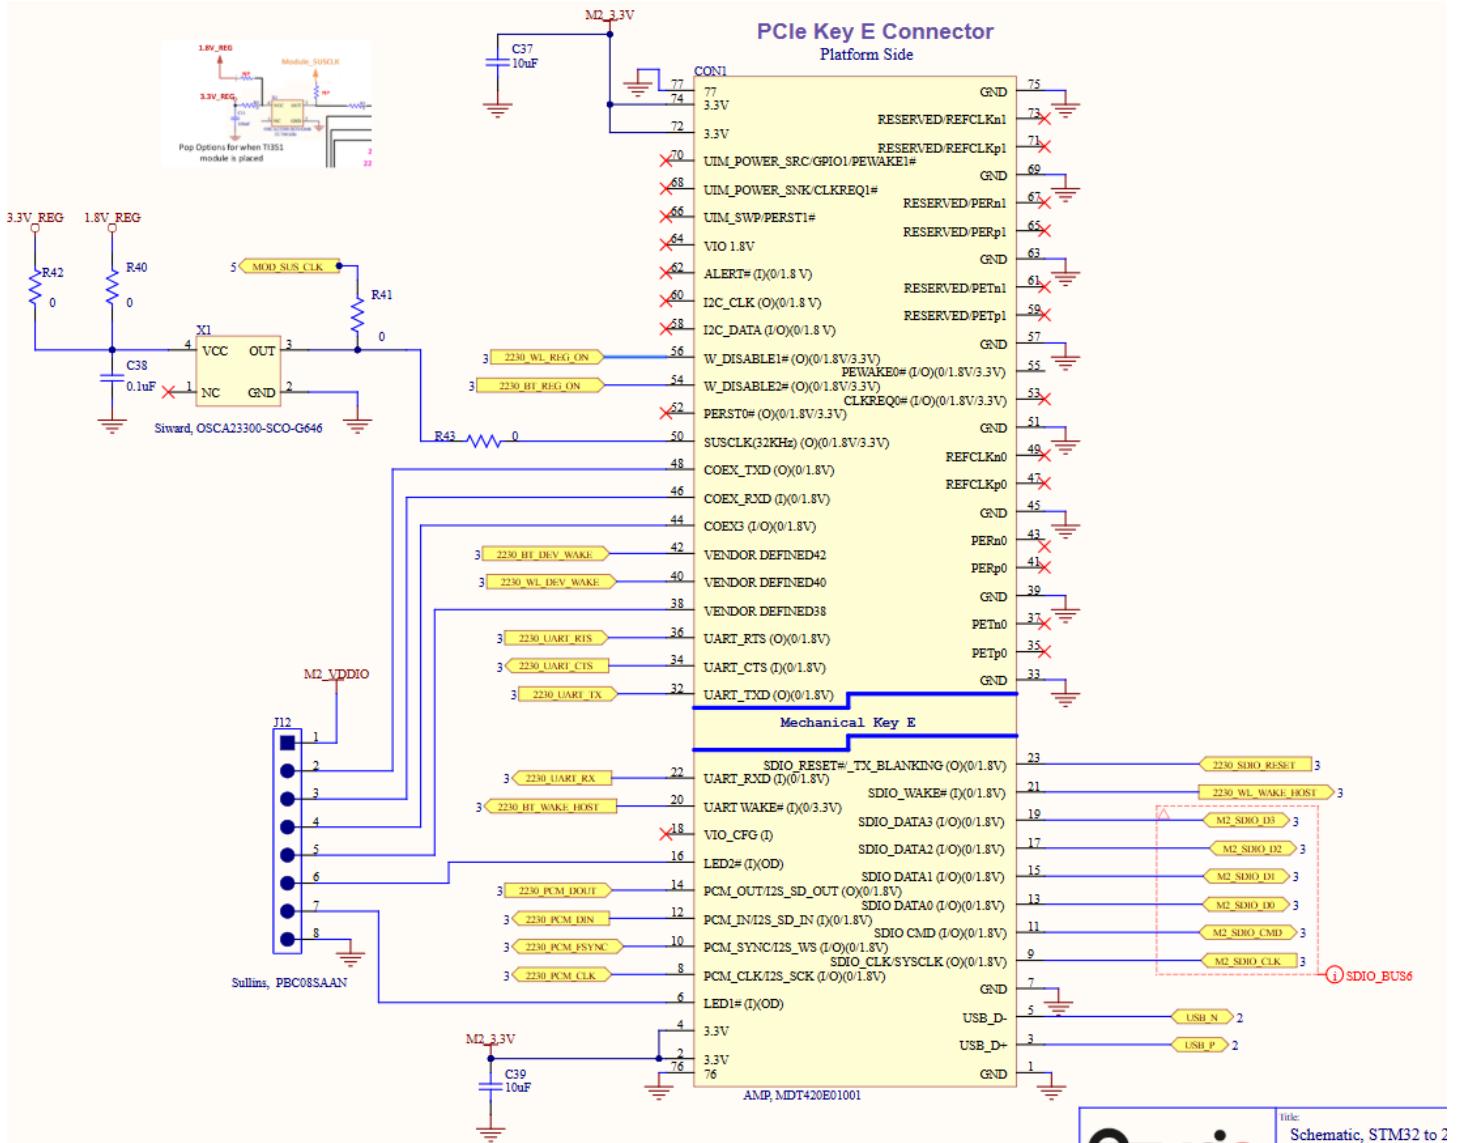 PCIe Key E Connector
Platform Side
M2_3.3V
C37
10uF
CON1
1.8V_REG
Module_SUSCLK
3.3V_REG
VCC OUT
NC
Pop Options for when TI351
module is placed
2
22
3.3V_REG 1.8V_REG
R42
0
R40
0
5 MOD_SUS_CLK
R41
0
X1
4 VCC OUT 3
1 NC GND 2
C38
0.1uF
Siward, OSCA23300-SCO-G646
R43 0
77 77
74 3.3V
72 3.3V
70 UIM_POWER_SRC/GPIO1/PEWAKE1#
68 UIM_POWER_SNK/CLKREQ1#
66 UIM_SWP/PERST1#
64 VIO 1.8V
62 ALERT# (I)(0/1.8 V)
60 I2C_CLK (O)(0/1.8 V)
58 I2C_DATA (I/O)(0/1.8 V)
3 2230_WL_REG_ON 56 W_DISABLE1# (O)(0/1.8V/3.3V)
3 2230_BT_REG_ON 54 W_DISABLE2# (O)(0/1.8V/3.3V)
52 PERST0# (O)(0/1.8V/3.3V)
50 SUSCLK(32KHz) (O)(0/1.8V/3.3V)
48 COEX_TXD (O)(0/1.8V)
46 COEX_RXD (I)(0/1.8V)
44 COEX3 (I/O)(0/1.8V)
3 2230_BT_DEV_WAKE 42 VENDOR DEFINED42
3 2230_WL_DEV_WAKE 40 VENDOR DEFINED40
38 VENDOR DEFINED38
3 2230_UART_RTS 36 UART_RTS (O)(0/1.8V)
3 2230_UART_CTS 34 UART_CTS (I)(0/1.8V)
3 2230_UART_TX 32 UART_TXD (O)(0/1.8V)
GND 75
RESERVED/REFCLKn1 73
RESERVED/REFCLKp1 71
GND 69
RESERVED/PERn1 67
RESERVED/PERp1 65
GND 63
RESERVED/PETn1 61
RESERVED/PETp1 59
GND 57
PEWAKE0# (I/O)(0/1.8V/3.3V) 55
CLKREQ0# (I/O)(0/1.8V/3.3V) 53
GND 51
REFCLKn0 49
REFCLKp0 47
GND 45
PERn0 43
PERp0 41
GND 39
PETn0 37
PETp0 35
GND 33
Mechanical Key E
M2_VDDIO
J12
1
2
3
4
5
6
7
8
Sullins, PBC08SAAN
3 2230_UART_RX 22 UART_RXD (I)(0/1.8V)
3 2230_BT_WAKE_HOST 20 UART WAKE# (I)(0/3.3V)
18 VIO_CFG (I)
16 LED2# (I)(OD)
3 2230_PCM_DOUT 14 PCM_OUT/I2S_SD_OUT (O)(0/1.8V)
3 2230_PCM_DIN 12 PCM_IN/I2S_SD_IN (I)(0/1.8V)
3 2230_PCM_FSYNC 10 PCM_SYNC/I2S_WS (I/O)(0/1.8V)
3 2230_PCM_CLK 8 PCM_CLK/I2S_SCK (I/O)(0/1.8V)
6 LED1# (I)(OD)
4 3.3V
2 3.3V
76 76
M2_3.3V
C39
10uF
SDIO_RESET#/_TX_BLANKING (O)(0/1.8V) 23 2230_SDIO_RESET 3
SDIO_WAKE# (I)(0/1.8V) 21 2230_WL_WAKE_HOST 3
SDIO_DATA3 (I/O)(0/1.8V) 19 M2_SDIO_D3 3
SDIO_DATA2 (I/O)(0/1.8V) 17 M2_SDIO_D2 3
SDIO DATA1 (I/O)(0/1.8V) 15 M2_SDIO_D1 3
SDIO DATA0 (I/O)(0/1.8V) 13 M2_SDIO_D0 3
SDIO CMD (I/O)(0/1.8V) 11 M2_SDIO_CMD 3
SDIO_CLK/SYSCLK (O)(0/1.8V) 9 M2_SDIO_CLK 3
SDIO_BUS6
GND 7
USB_D- 5 USB_N 2
USB_D+ 3 USB_P 2
GND 1
AMP, MDT420E01001
Title:
Schematic, STM32 to 2